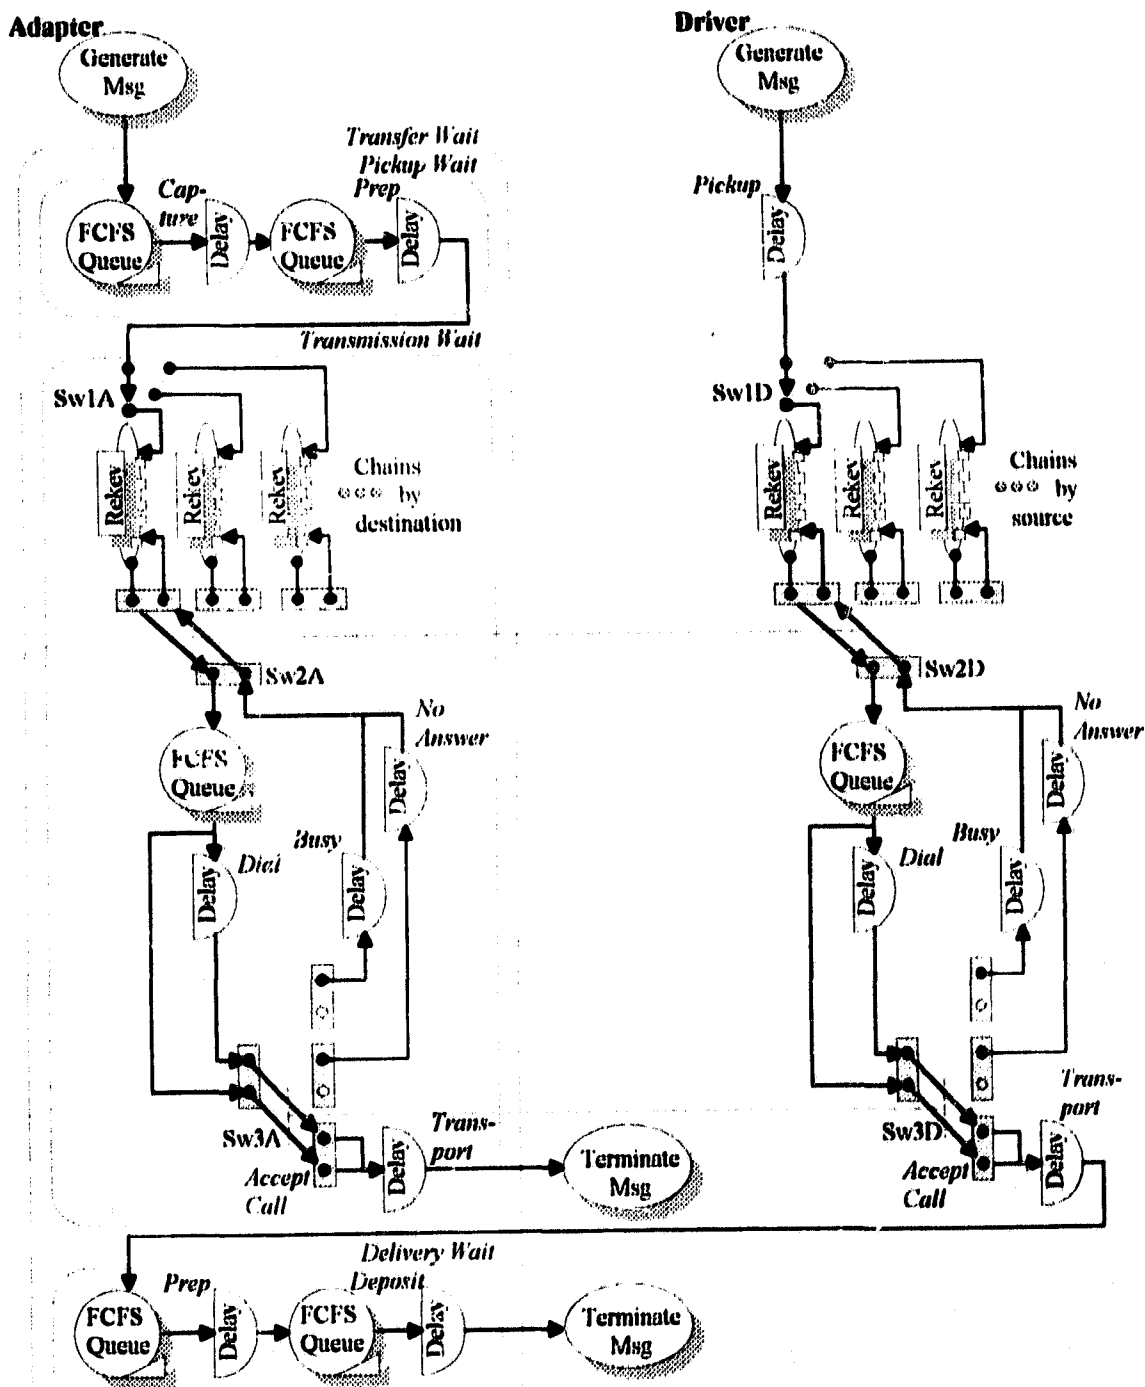 Adapter
Generate
Msg
Driver
Generate
Msg
Transfer Wait
Pickup Wait
Prep
Cap-
ture
FCFS
Queue
Delay
FCFS
Queue
Delay
Pickup
Delay
Transmission Wait
Sw1A
Rekey
Rekey
Rekey
Chains
by
destination
Sw1D
Rekey
Rekey
Rekey
Chains
by
source
Sw2A
Sw2D
No
Answer
No
Answer
FCFS
Queue
Delay
FCFS
Queue
Delay
Busy
Dial
Delay
Delay
Busy
Dial
Delay
Delay
Sw3A
Accept
Call
Delay
Trans-
port
Terminate
Msg
Sw3D
Accept
Call
Delay
Trans-
port
Delivery Wait
Deposit
Prep
FCFS
Queue
Delay
FCFS
Queue
Delay
Terminate
Msg